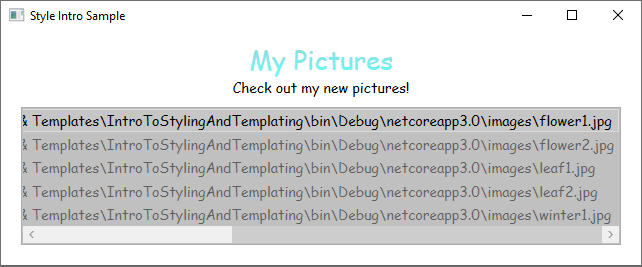 Style Intro Sample
My Pictures
Check out my new pictures!
& Templates\IntroToStylingAndTemplating\bin\Debug\netcoreapp3.0\images\flower1.jpg
& Templates\IntroToStylingAndTemplating\bin\Debug\netcoreapp3.0\images\flower2.jpg
& Templates\IntroToStylingAndTemplating\bin\Debug\netcoreapp3.0\images\leaf1.jpg
& Templates\IntroToStylingAndTemplating\bin\Debug\netcoreapp3.0\images\leaf2.jpg
& Templates\IntroToStylingAndTemplating\bin\Debug\netcoreapp3.0\images\winter1.jpg